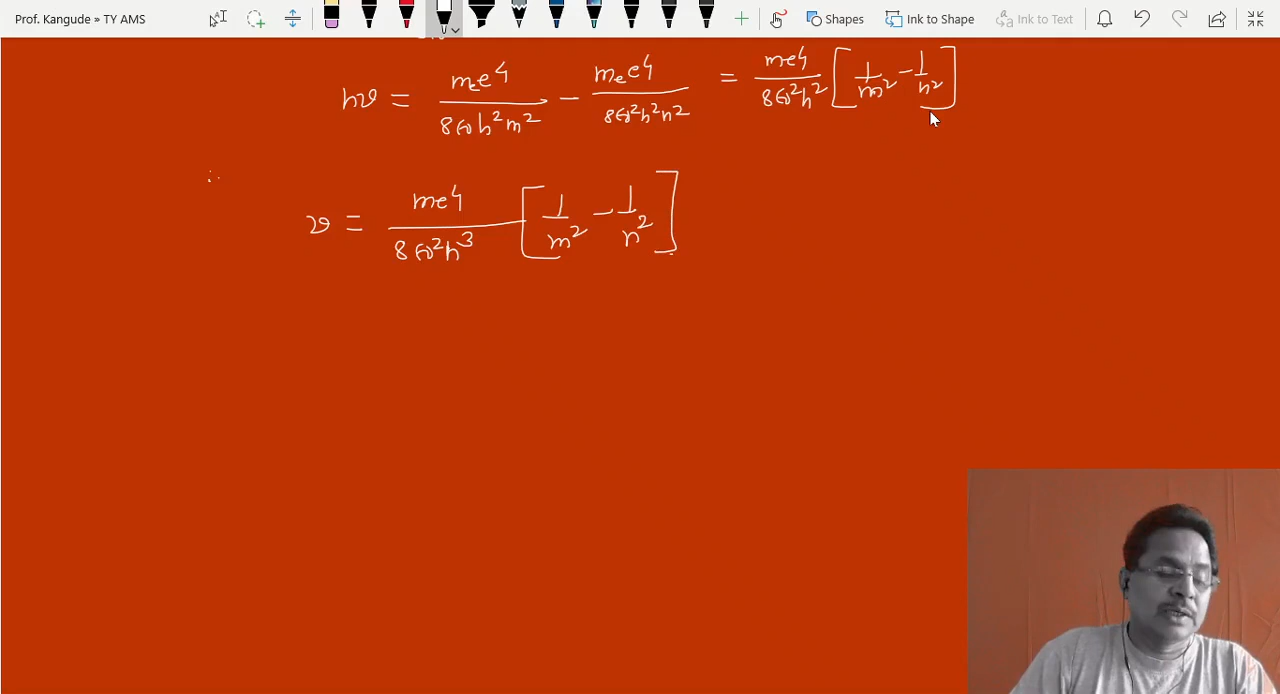 Prof. Kangude » TY AMS Shapes Ink to Shape Ink to Text
hν = mₑe⁴/8ε₀h²m² − mₑe⁴/8ε₀²h²n² = me⁴/8ε₀²h² [1/m² − 1/n²]
∴
ν = me⁴/8ε₀²h³ [1/m² − 1/n²]